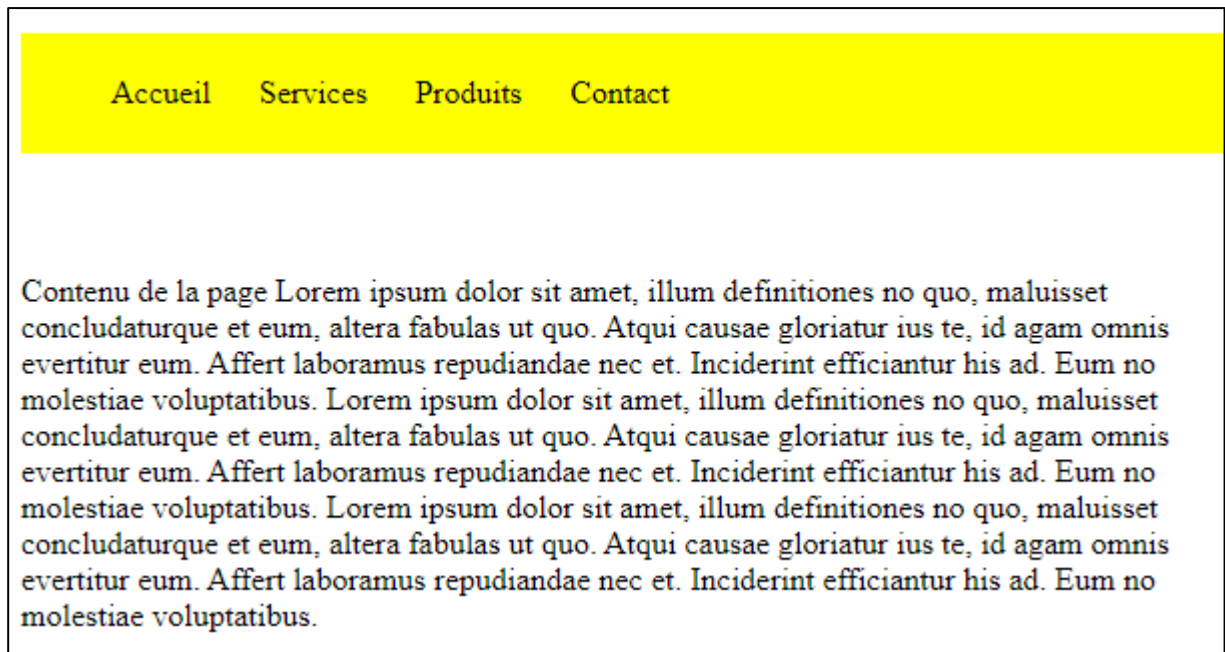 Accueil Services Produits Contact
Contenu de la page Lorem ipsum dolor sit amet, illum definitiones no quo, maluisset
concludaturque et eum, altera fabulas ut quo. Atqui causae gloriatur ius te, id agam omnis
evertitur eum. Affert laboramus repudiandae nec et. Inciderint efficiantur his ad. Eum no
molestiae voluptatibus. Lorem ipsum dolor sit amet, illum definitiones no quo, maluisset
concludaturque et eum, altera fabulas ut quo. Atqui causae gloriatur ius te, id agam omnis
evertitur eum. Affert laboramus repudiandae nec et. Inciderint efficiantur his ad. Eum no
molestiae voluptatibus. Lorem ipsum dolor sit amet, illum definitiones no quo, maluisset
concludaturque et eum, altera fabulas ut quo. Atqui causae gloriatur ius te, id agam omnis
evertitur eum. Affert laboramus repudiandae nec et. Inciderint efficiantur his ad. Eum no
molestiae voluptatibus.